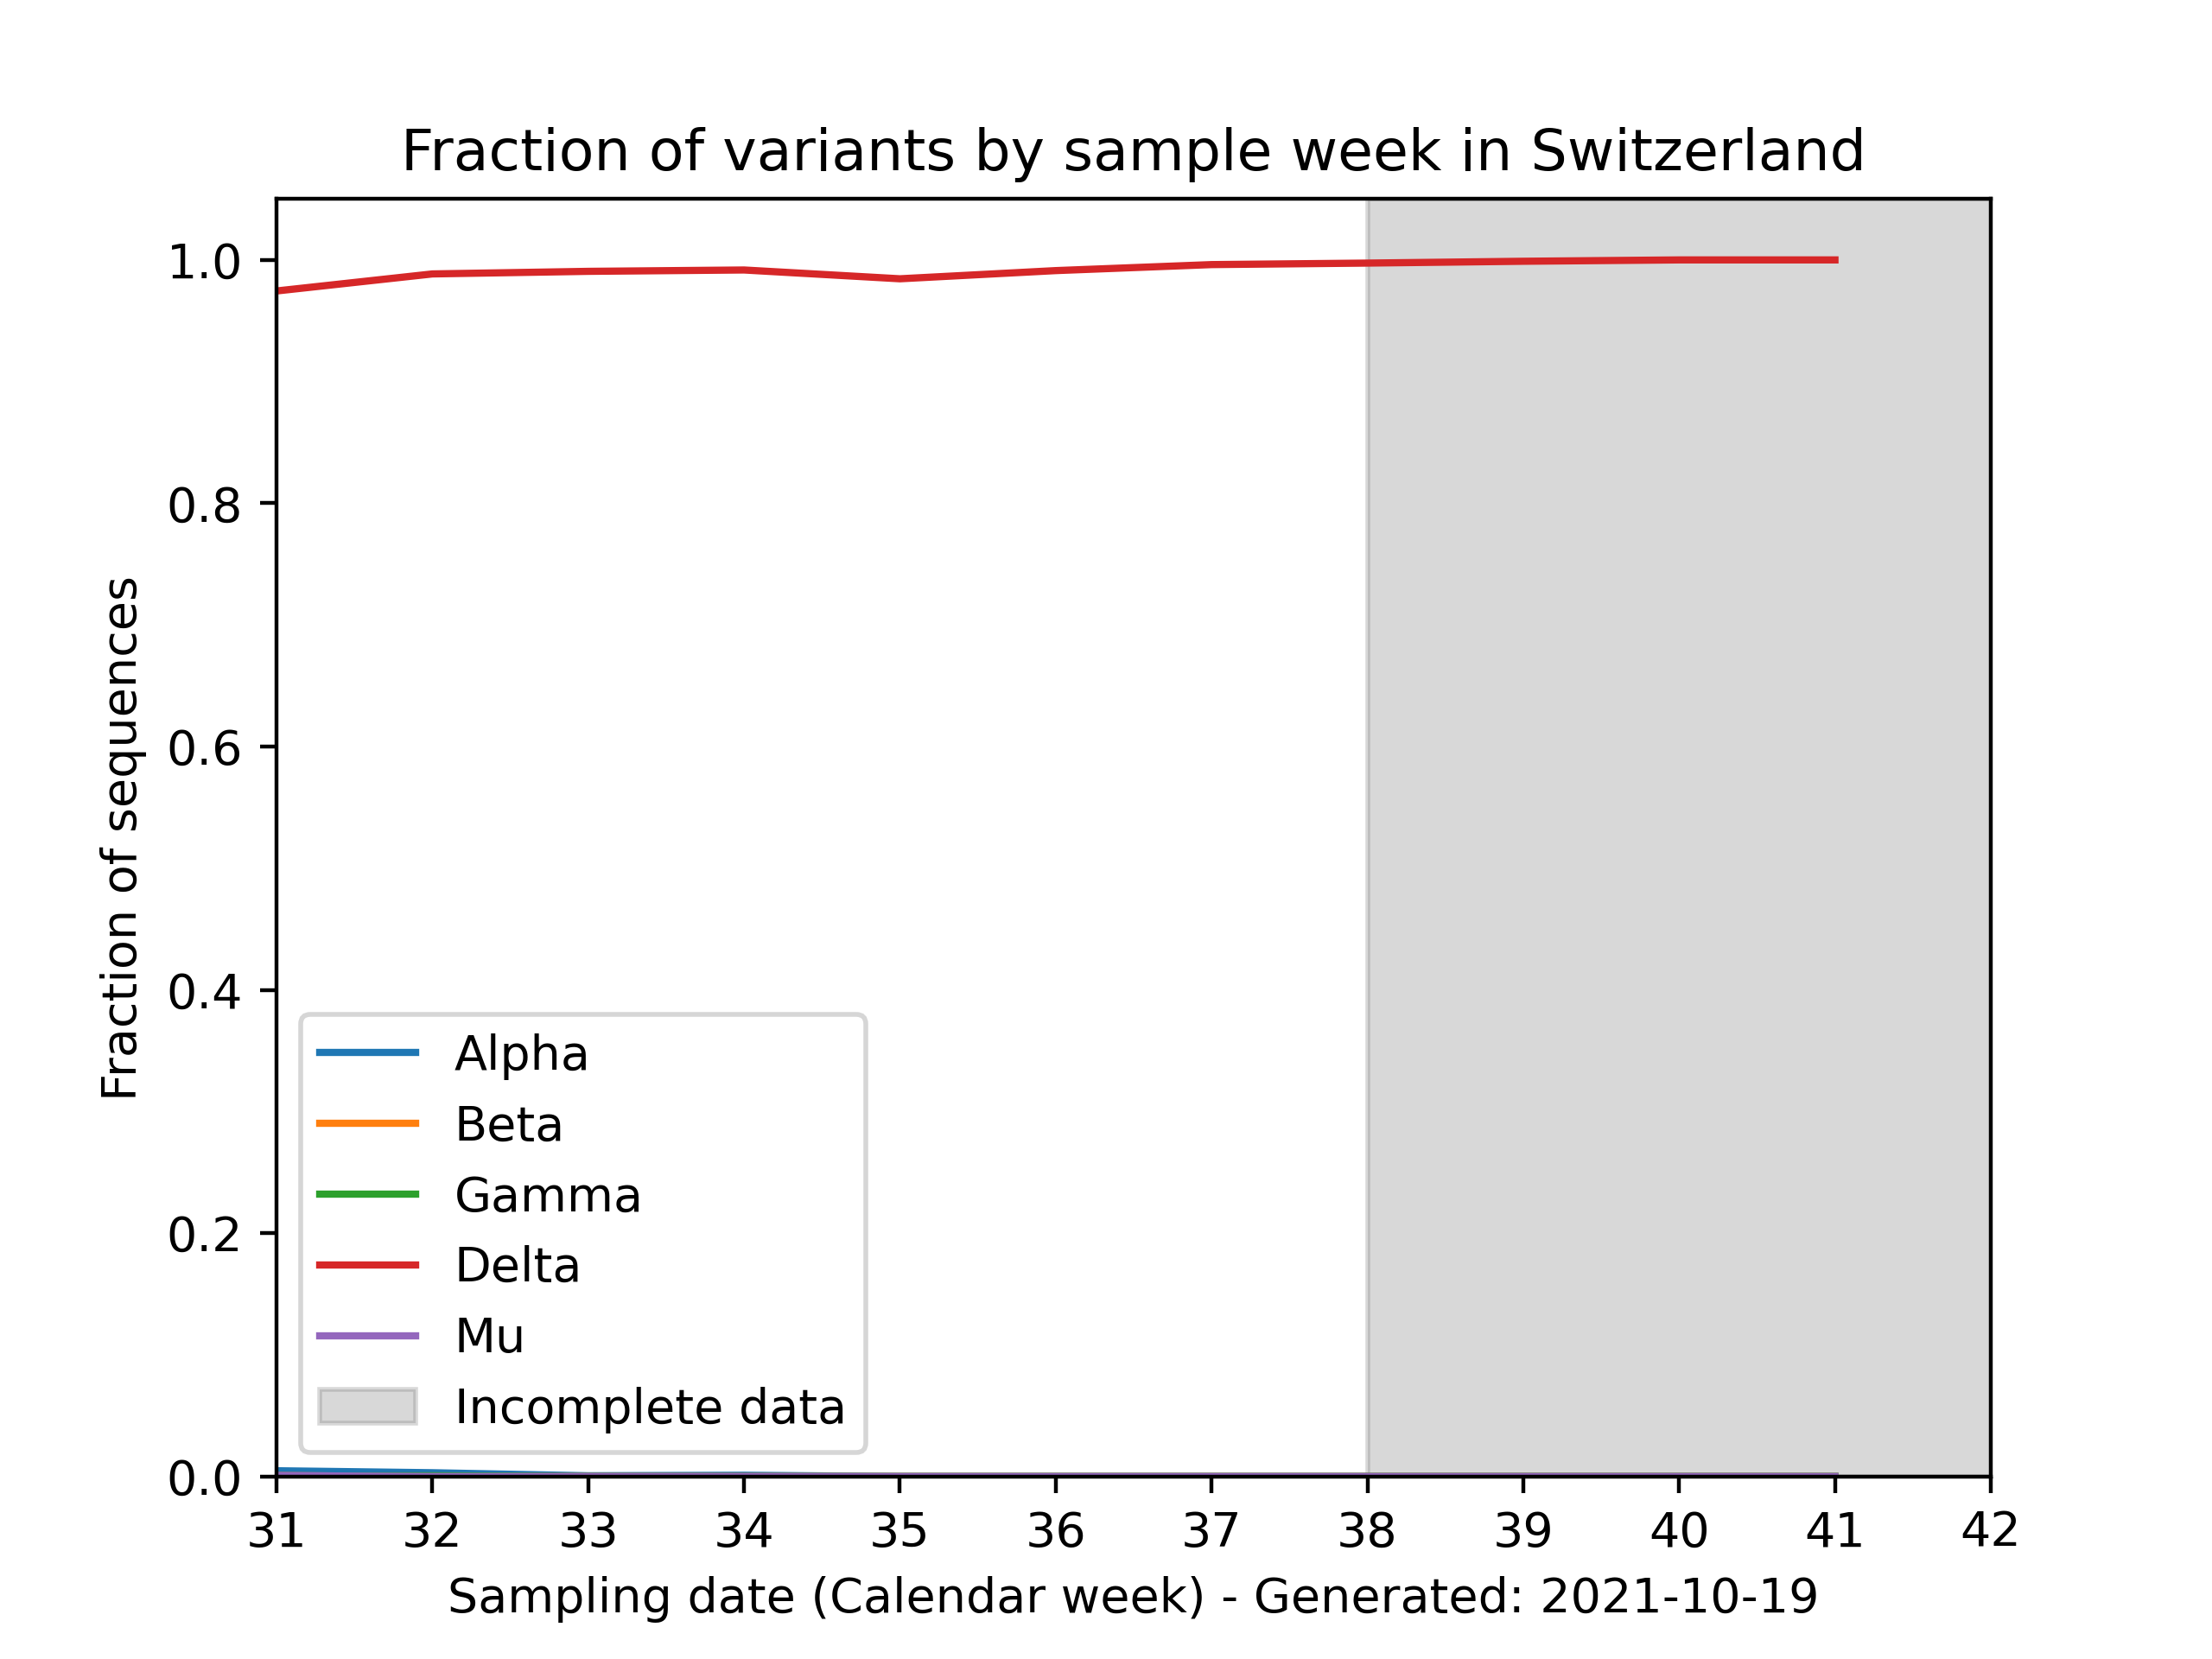 Fraction of variants by sample week in Switzerland
Fraction of sequences
1.0
0.8
0.6
0.4
0.2
0.0
Alpha
Beta
Gamma
Delta
Mu
Incomplete data
31 32 33 34 35 36 37 38 39 40 41 42
Sampling date (Calendar week) - Generated: 2021-10-19